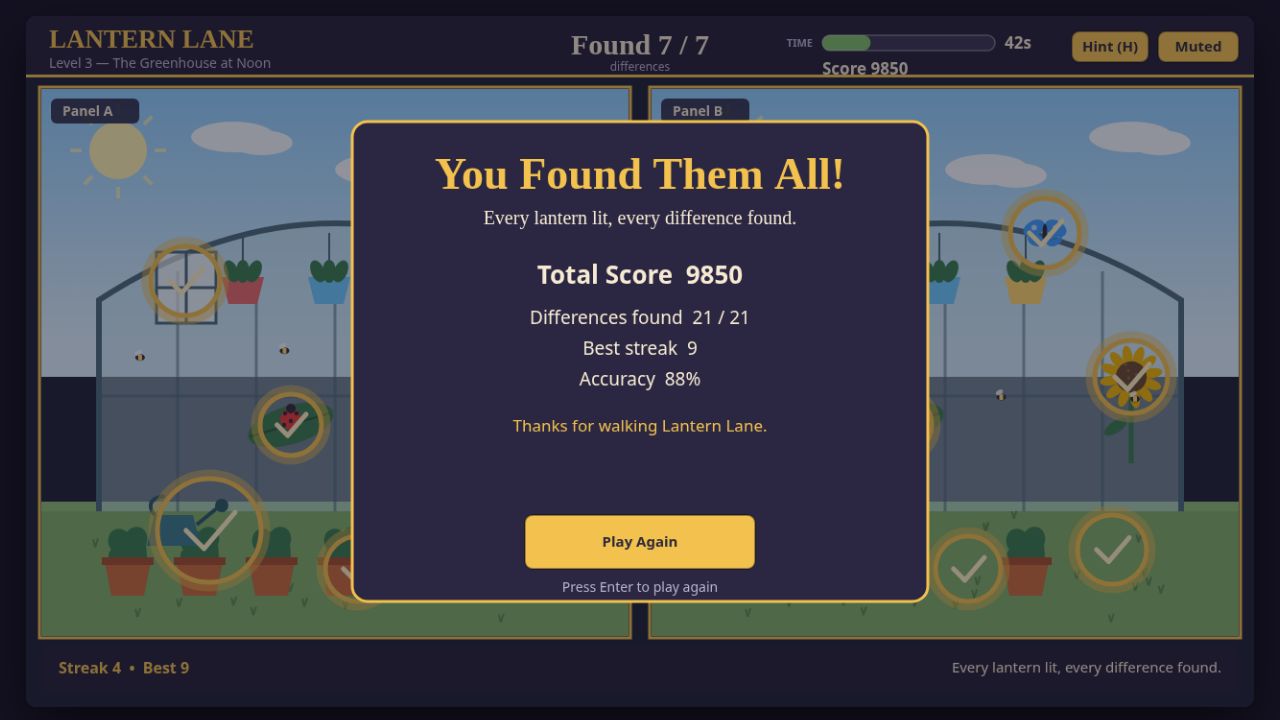 LANTERN LANE
Level 3 — The Greenhouse at Noon
Found 7 / 7
differences
TIME 42s
Score 9850
Hint (H)
Muted
Panel A
Panel B
You Found Them All!
Every lantern lit, every difference found.
Total Score 9850
Differences found 21 / 21
Best streak 9
Accuracy 88%
Thanks for walking Lantern Lane.
Play Again
Press Enter to play again
Streak 4 • Best 9
Every lantern lit, every difference found.